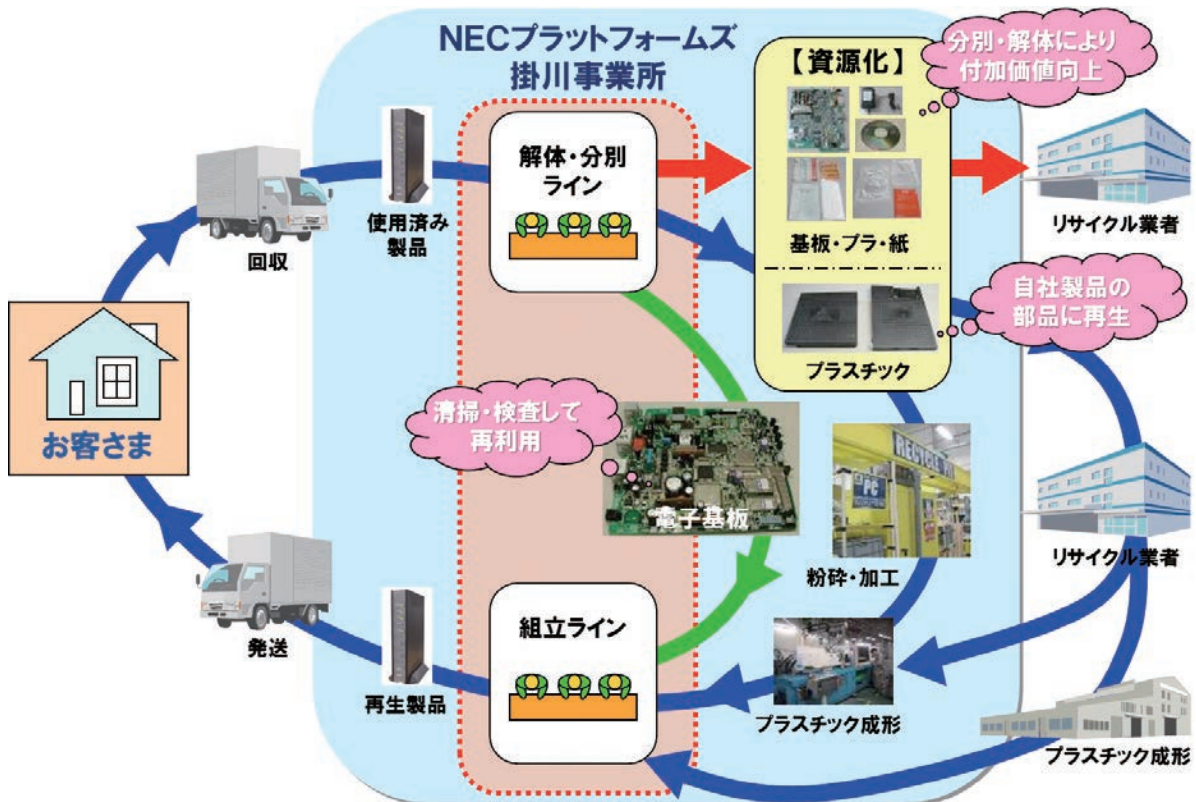 NECプラットフォームズ
掛川事業所
【資源化】
分別・解体により
付加価値向上
解体・分別
ライン
使用済み
製品
回収
基板・プラ・紙
リサイクル業者
自社製品の
部品に再生
プラスチック
お客さま
清掃・検査して
再利用
電子基板
RECYCLE
PC
粉砕・加工
リサイクル業者
発送
再生製品
組立ライン
プラスチック成形
プラスチック成形